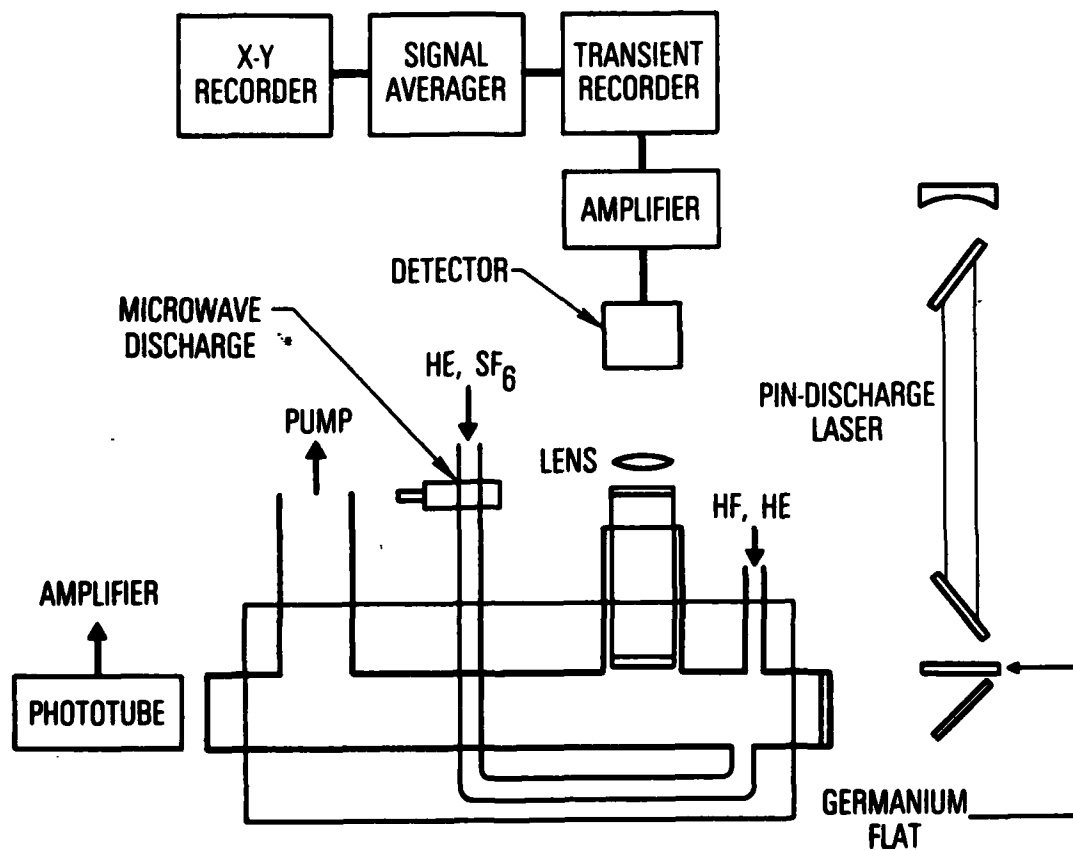 X-Y
RECORDER
SIGNAL
AVERAGER
TRANSIENT
RECORDER
AMPLIFIER
DETECTOR
MICROWAVE
DISCHARGE
HE, SF6
PUMP
LENS
PIN-DISCHARGE
LASER
HF, HE
AMPLIFIER
PHOTOTUBE
GERMANIUM
FLAT